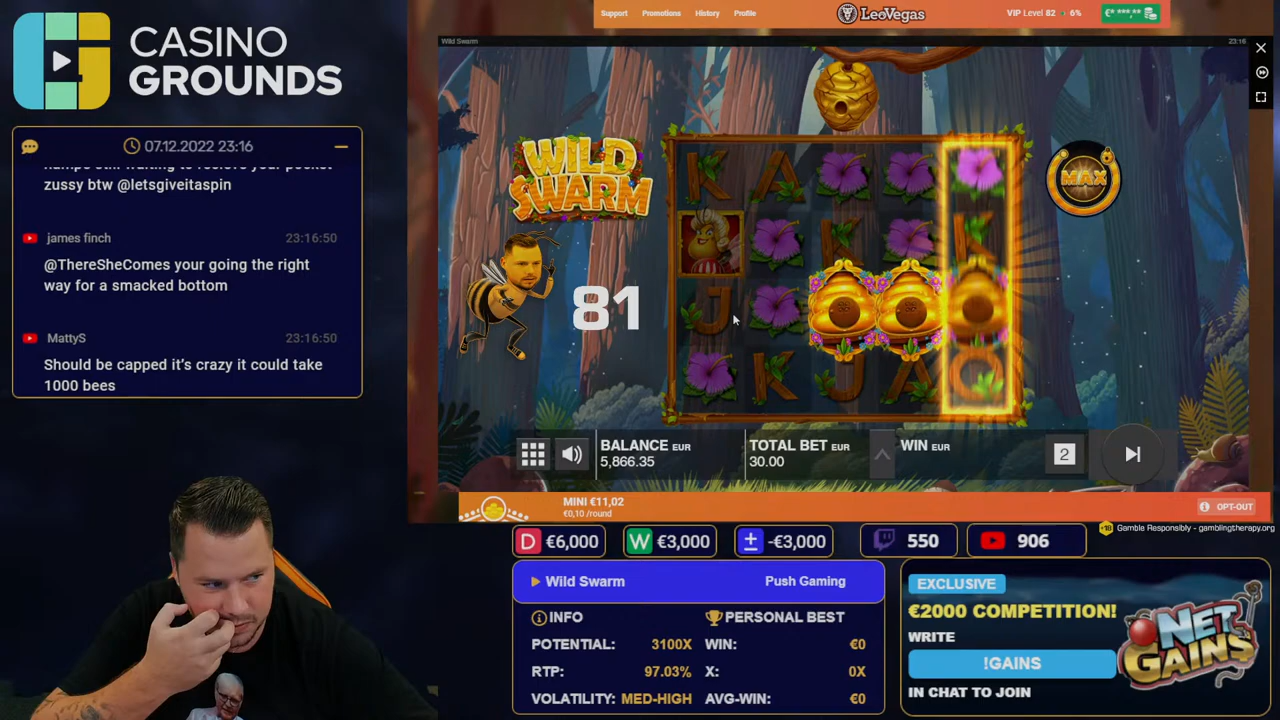 Support Promotions History Profile
LeoVegas
VIP Level 82 6%
CASINO
GROUNDS
Wild Swarm
23:16
07.12.2022 23:16
zussy btw @letsgiveitaspin
james finch 23:16:50
@ThereSheComes your going the right
way for a smacked bottom
MattyS 23:16:50
Should be capped it's crazy it could take
1000 bees
WILD
SWARM
81
MAX
K A
K K
J
K J A Q
BALANCE EUR
5,866.35
TOTAL BET EUR
30.00
WIN EUR
2
MINI €11,02
€0,10 /round
OPT-OUT
D €6,000
W €3,000
± -€3,000
550
906
+18 Gamble Responsibly - gamblingtherapy.org
Wild Swarm Push Gaming
INFO
POTENTIAL: 3100X
RTP: 97.03%
VOLATILITY: MED-HIGH
PERSONAL BEST
WIN: €0
X: 0X
AVG-WIN: €0
EXCLUSIVE
€2000 COMPETITION!
WRITE
!GAINS
IN CHAT TO JOIN
NET
GAINS